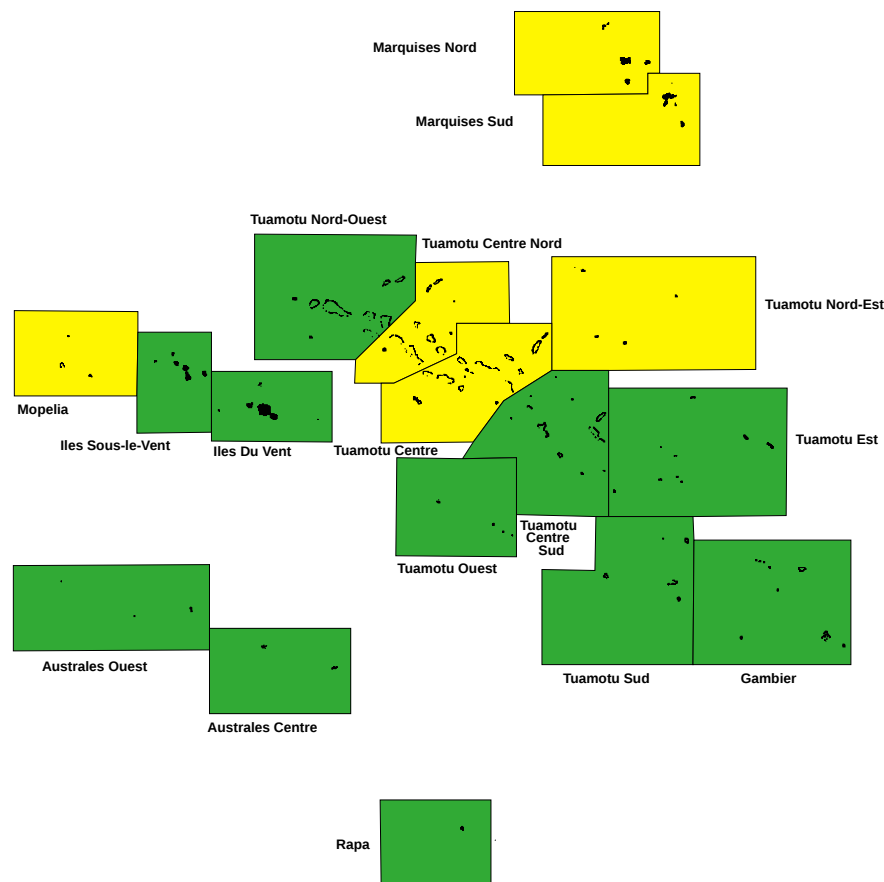 Marquises Nord
Marquises Sud
Tuamotu Nord-Ouest
Tuamotu Centre Nord
Tuamotu Nord-Est
Mopelia
Iles Sous-le-Vent
Iles Du Vent
Tuamotu Centre
Tuamotu Est
Tuamotu
Centre
Sud
Tuamotu Ouest
Australes Ouest
Tuamotu Sud
Gambier
Australes Centre
Rapa